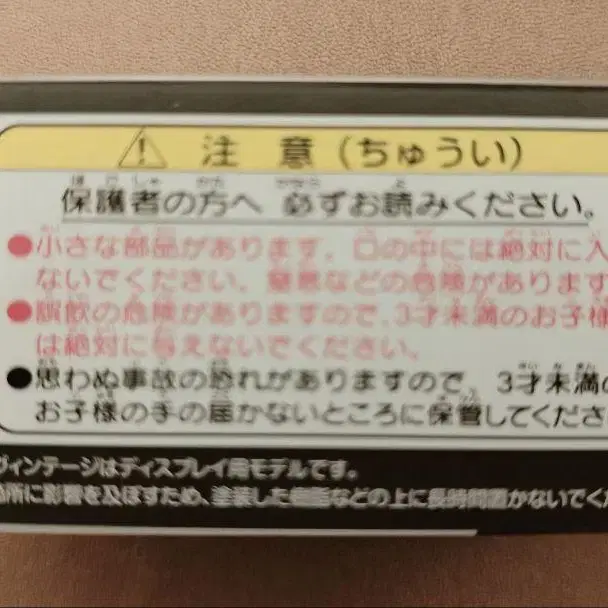 注意(ちゅうい)
保護者の方へ 必ずお読みください。
●小さな部品があります。口の中には絶対に入
ないでください。窒息などの危険があります
●誤飲の危険がありますので、3才未満のお子様
は絶対に与えないでください。
●思わぬ事故の恐れがありますので、3才未満の
お子様の手の届かないところに保管してくださ
ヴィンテージはディスプレイ用モデルです。
所に影響を及ぼすため、塗装した樹脂などの上に長時間置かないでくだ